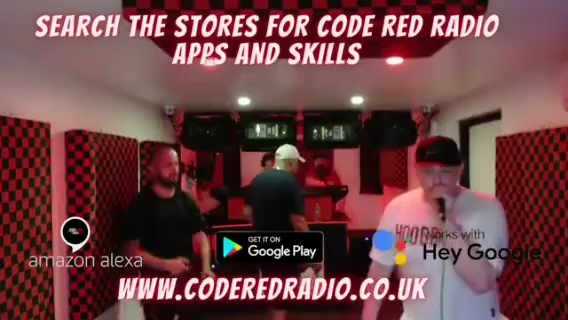 SEARCH THE STORES FOR CODE RED RADIO
APPS AND SKILLS
amazon alexa
GET IT ON
Google Play
works with
Hey Google
WWW.CODEREDRADIO.CO.UK